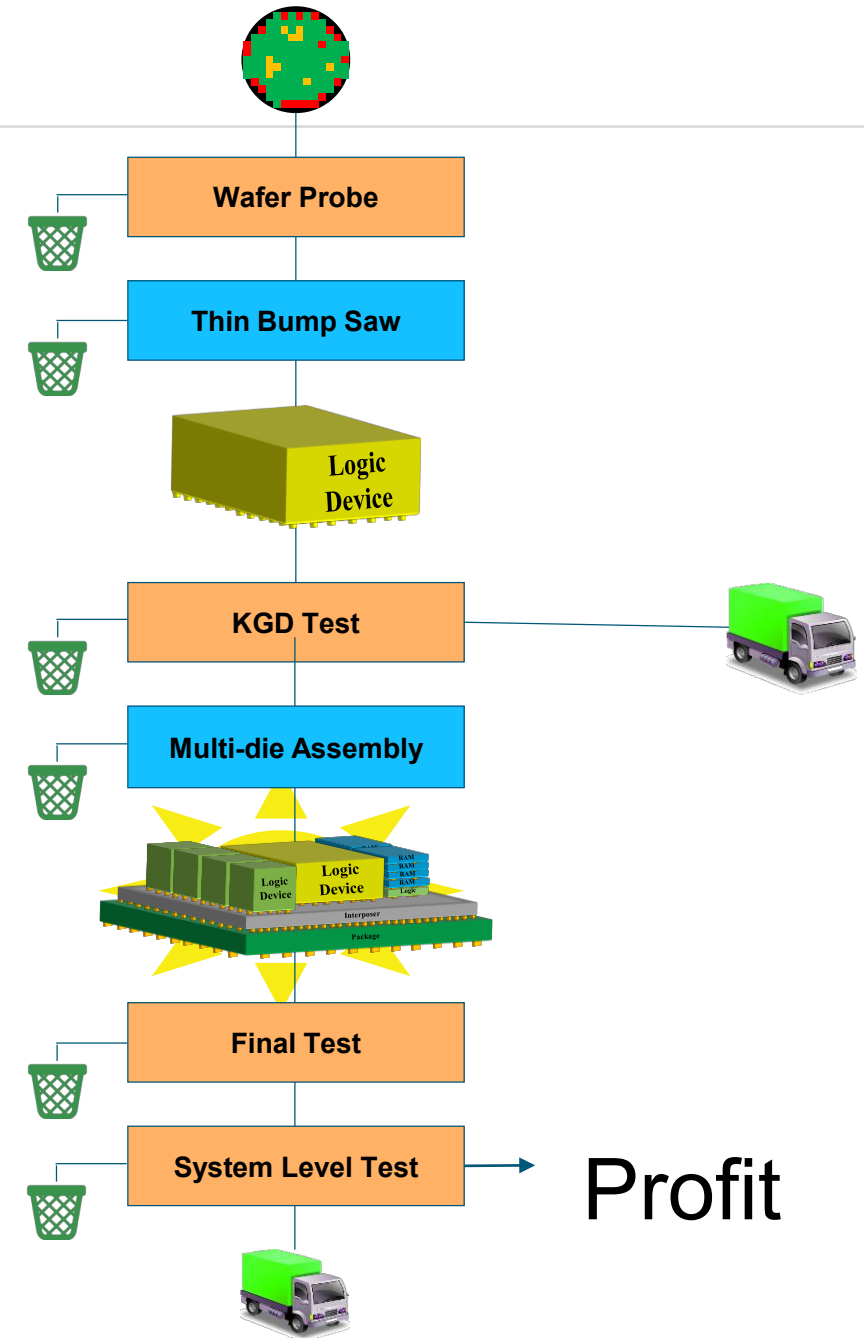 Wafer Probe
Thin Bump Saw
Logic
Device
KGD Test
Multi-die Assembly
Logic
Device
Logic
Device
RAM
RAM
RAM
RAM
Logic
Interposer
Package
Final Test
System Level Test
Profit